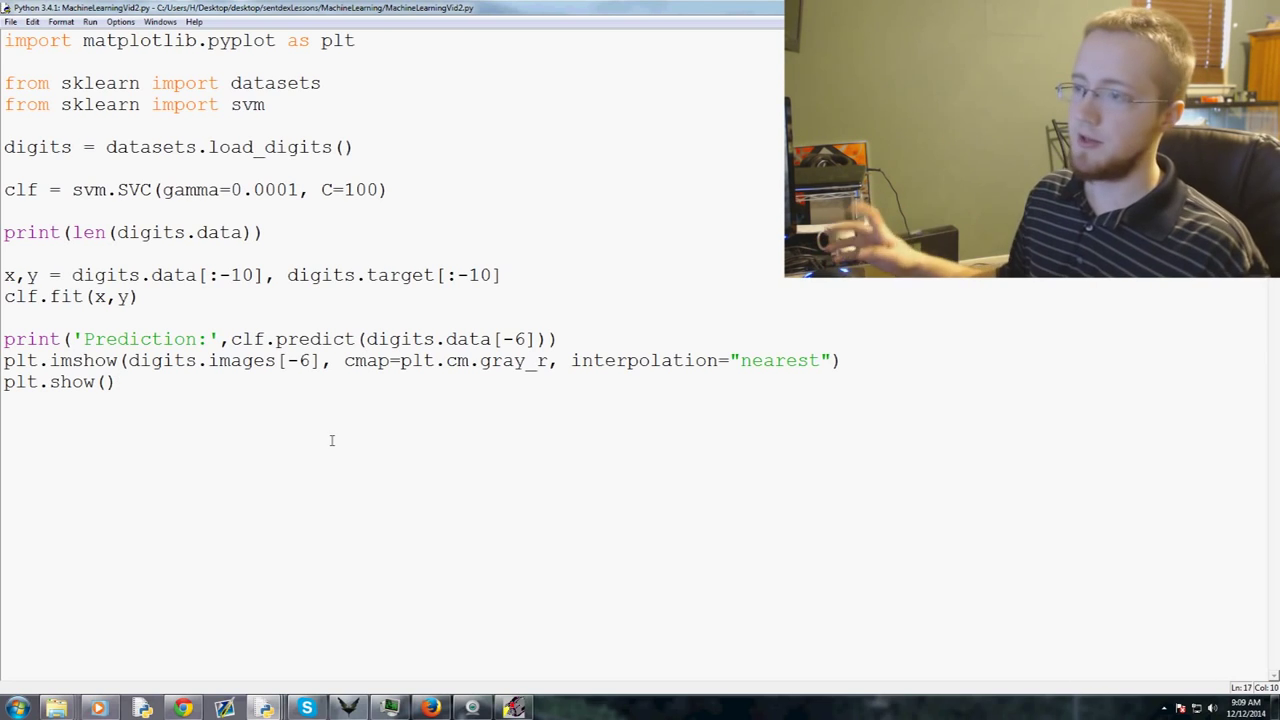 Python 3.4.1: MachineLearningVid2.py - C:/Users/H/Desktop/desktop/sentdexLessons/MachineLearning/MachineLearningVid2.py
File Edit Format Run Options Windows Help
import matplotlib.pyplot as plt
from sklearn import datasets
from sklearn import svm
digits = datasets.load_digits()
clf = svm.SVC(gamma=0.0001, C=100)
print(len(digits.data))
x,y = digits.data[:-10], digits.target[:-10]
clf.fit(x,y)
print('Prediction:',clf.predict(digits.data[-6]))
plt.imshow(digits.images[-6], cmap=plt.cm.gray_r, interpolation="nearest")
plt.show()
Ln: 17 Col: 10
9:09 AM
12/12/2014